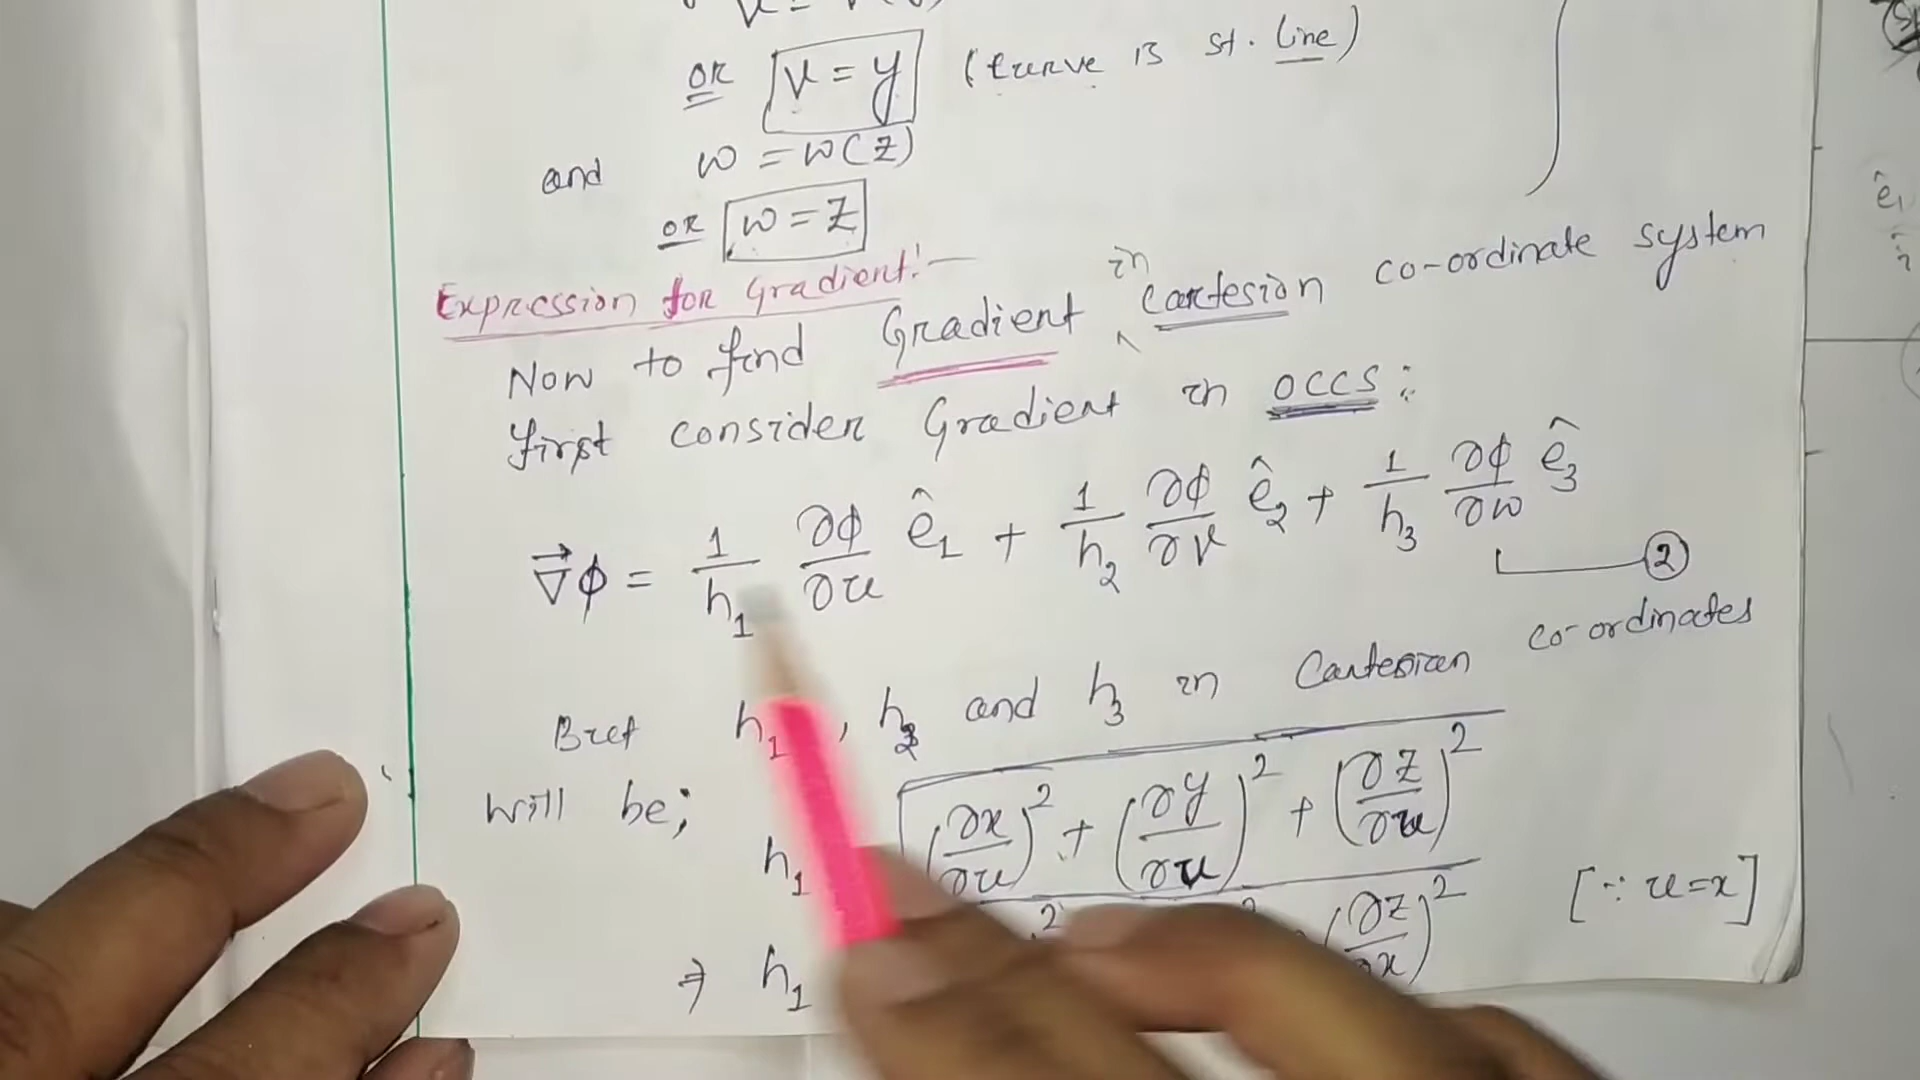 OR v = y (curve is st. line)
and w = w(z)
OR w = z
Expression for Gradient:-
Now to find Gradient in cartesian co-ordinate system
first consider Gradient in OCCS:
∇⃗ϕ = 1/h₁ ∂ϕ/∂u ê₁ + 1/h₂ ∂ϕ/∂v ê₂ + 1/h₃ ∂ϕ/∂w ê₃ ②
But h₁, h₂ and h₃ in Cartesian co-ordinates
will be;
h₁ √(∂x/∂u)² + (∂y/∂u)² + (∂z/∂u)²
⇒ h₁ (∂z/∂x)² [∵ u=x]
ê₁